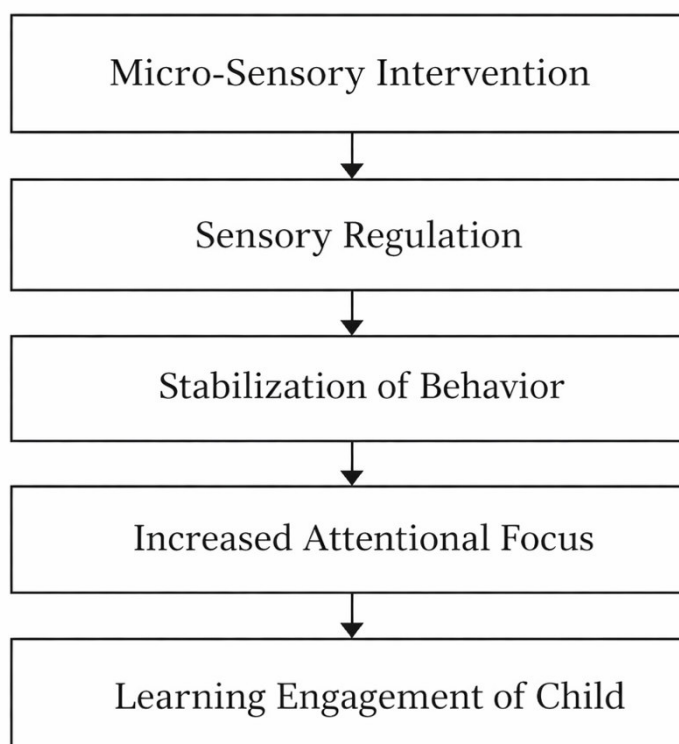 Micro-Sensory Intervention
Sensory Regulation
Stabilization of Behavior
Increased Attentional Focus
Learning Engagement of Child